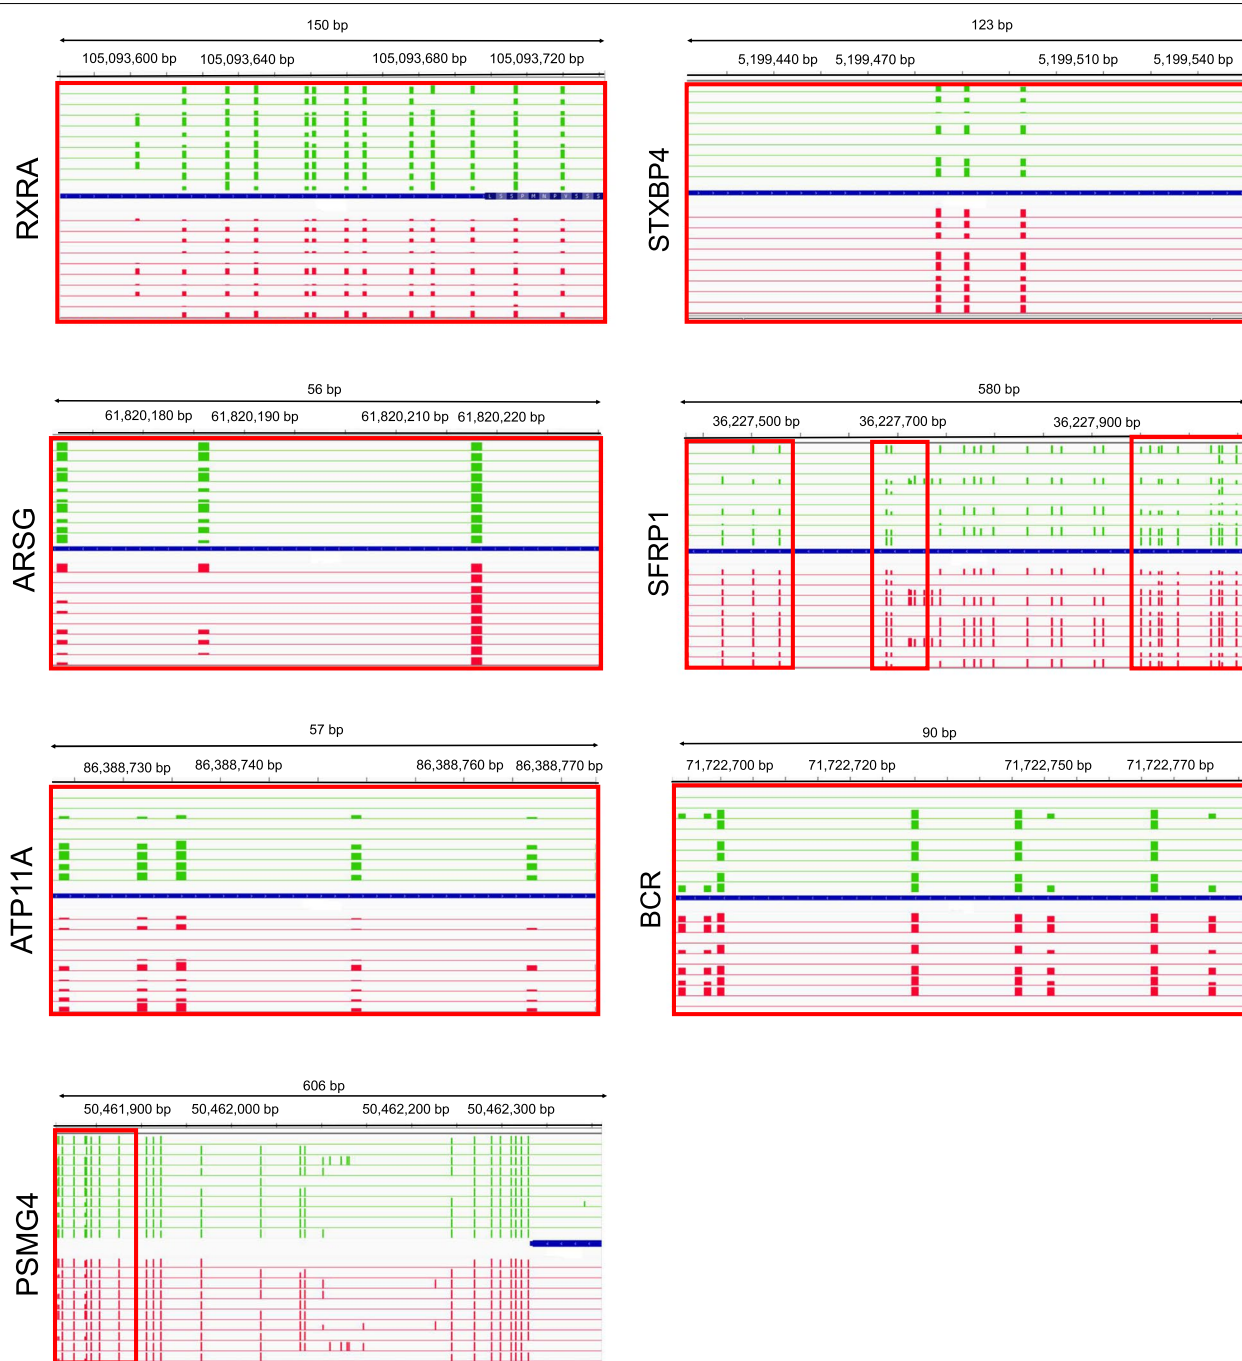 150 bp
105,093,600 bp 105,093,640 bp 105,093,680 bp 105,093,720 bp
RXRA
123 bp
5,199,440 bp 5,199,470 bp 5,199,510 bp 5,199,540 bp
STXBP4
56 bp
61,820,180 bp 61,820,190 bp 61,820,210 bp 61,820,220 bp
ARSG
580 bp
36,227,500 bp 36,227,700 bp 36,227,900 bp
SFRP1
57 bp
86,388,730 bp 86,388,740 bp 86,388,760 bp 86,388,770 bp
ATP11A
90 bp
71,722,700 bp 71,722,720 bp 71,722,750 bp 71,722,770 bp
BCR
606 bp
50,461,900 bp 50,462,000 bp 50,462,200 bp 50,462,300 bp
PSMG4